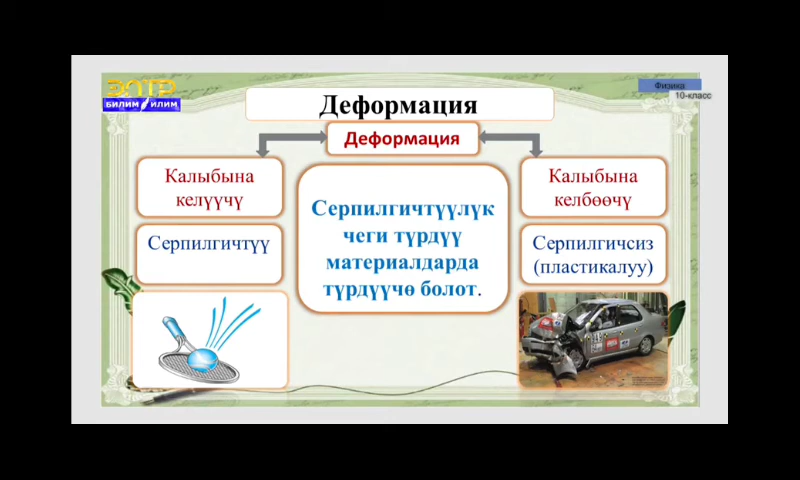 ЭЛТР
БИЛИМ ИЛИМ
Физика
10-класс
Деформация
Деформация
Калыбына
келүүчү
Серпилгичтүү
Серпилгичтүүлүк
чеги түрдүү
материалдарда
түрдүүчө болот.
Калыбына
келбөөчү
Серпилгичсиз
(пластикалуу)